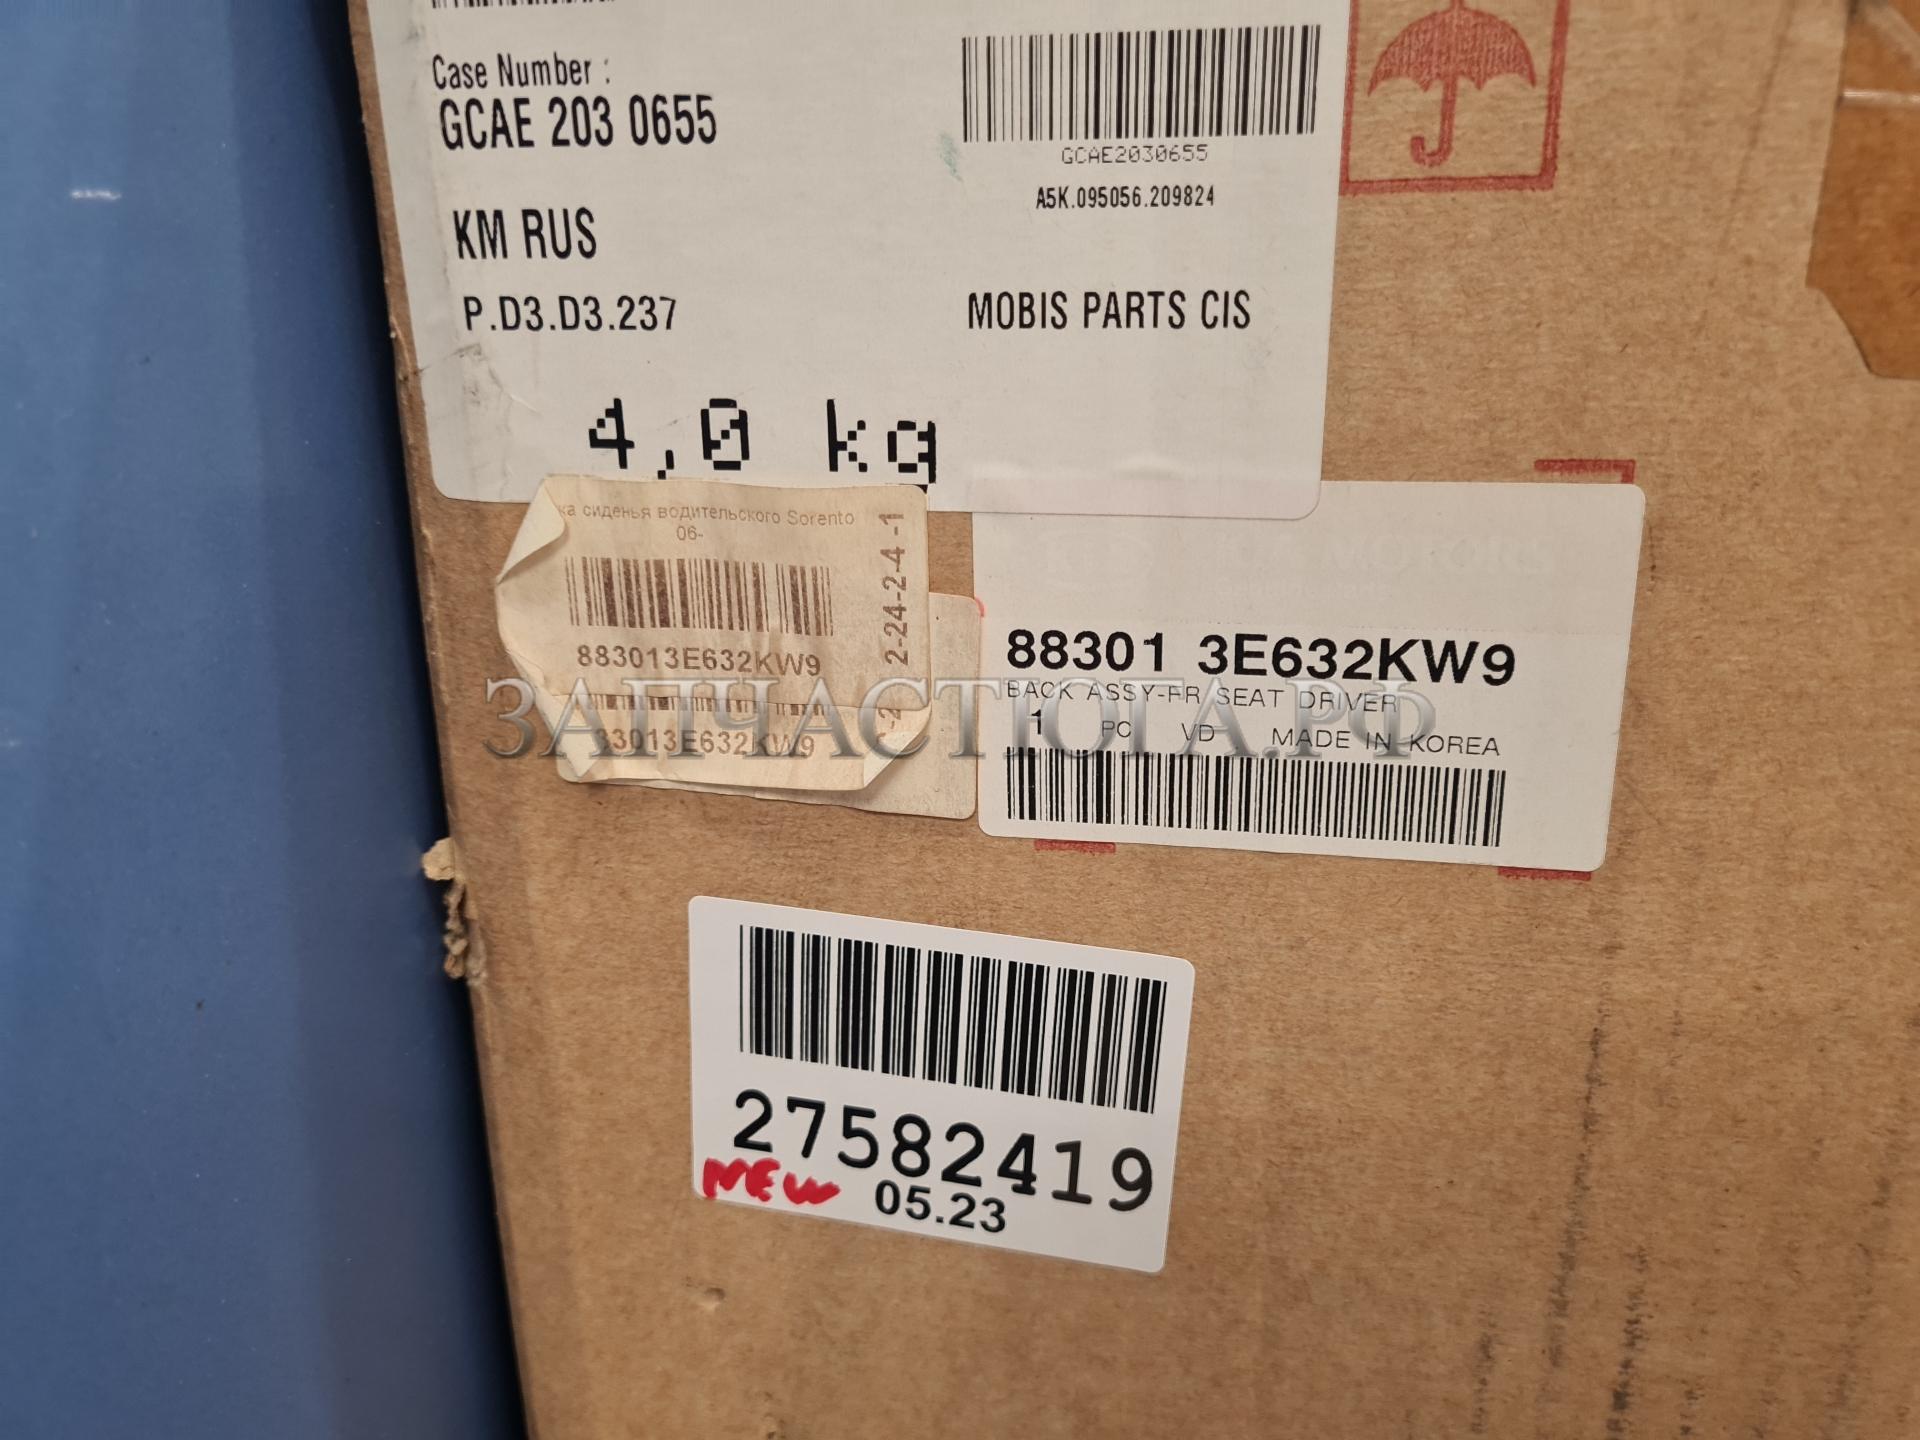 Case Number :
GCAE 203 0655
GCAE2030655
A5K.095056.209824
KM RUS
P.D3.D3.237
MOBIS PARTS CIS
4,0 kg
сиденья водительского Sorento
06-
883013E632KW9
2-24-2-4-1
33013E632KW9
88301 3E632KW9
BACK ASSY-FR SEAT DRIVER
1 PC VD MADE IN KOREA
ЗАПЧАСТЮГА.РФ
27582419
NEW 05.23